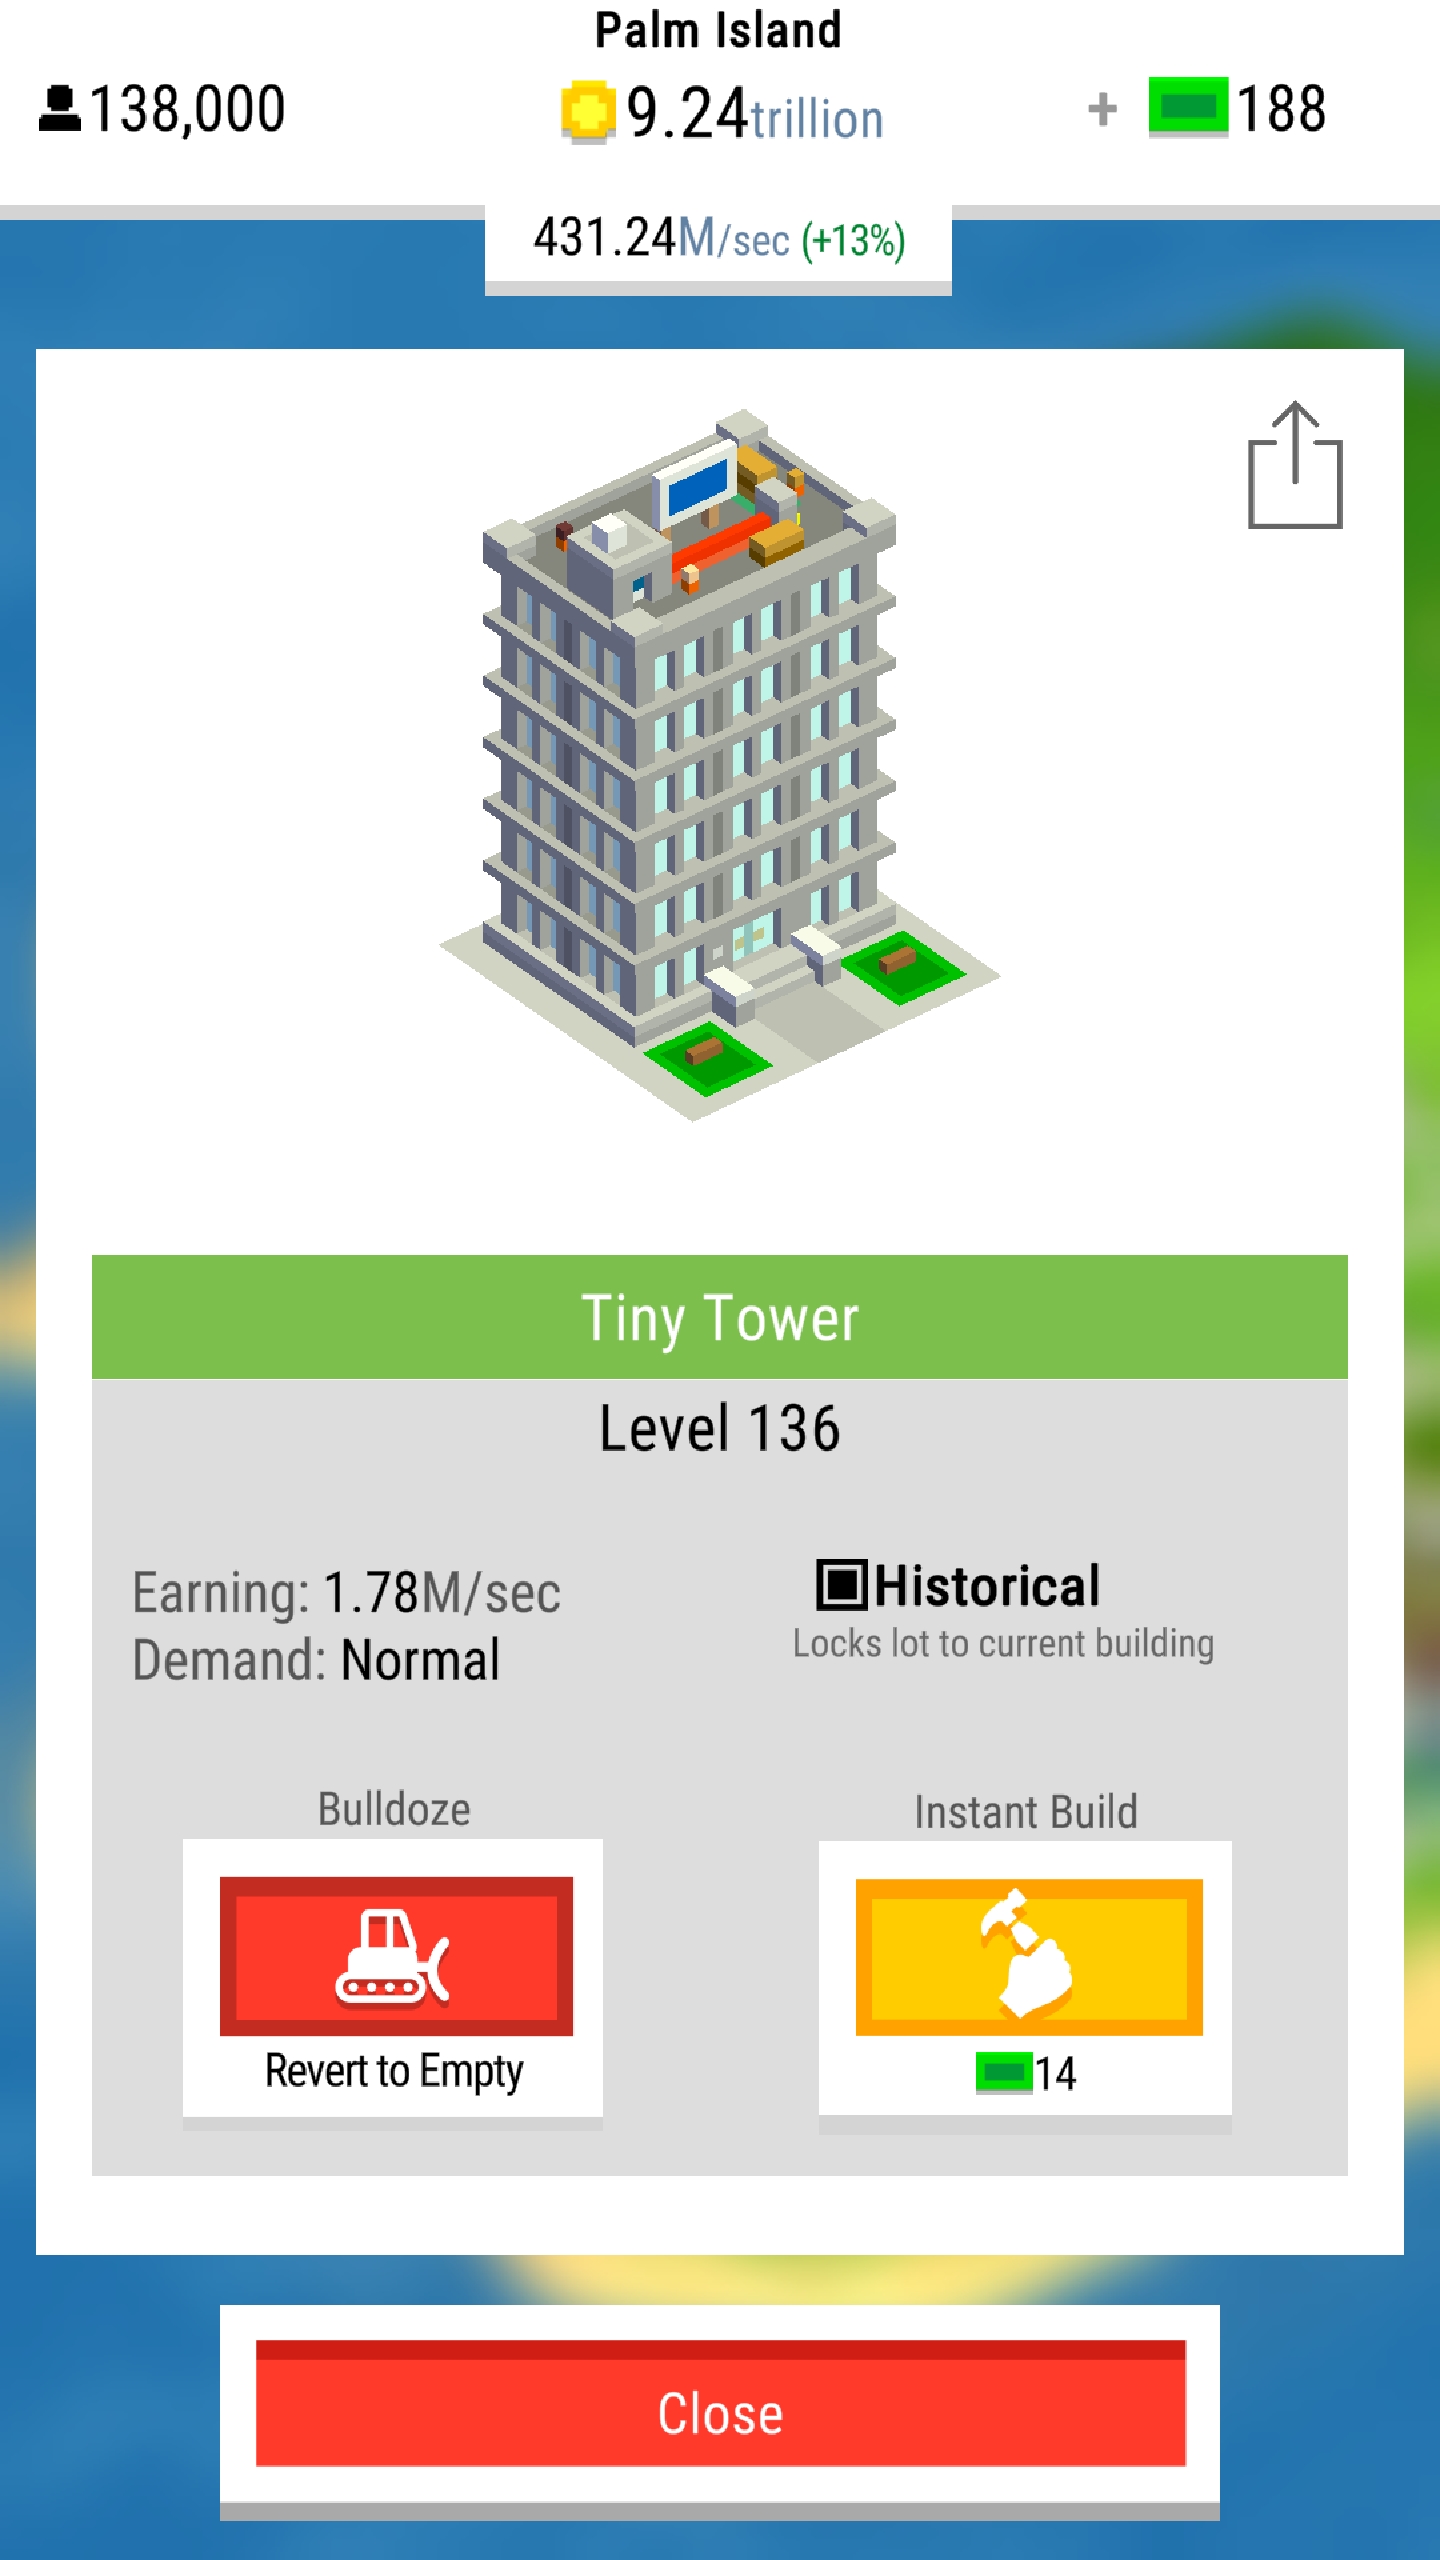 Palm Island
138,000
9.24trillion
+ 188
431.24M/sec (+13%)
Tiny Tower
Level 136
Earning: 1.78M/sec
Demand: Normal
Historical
Locks lot to current building
Bulldoze
Revert to Empty
Instant Build
14
Close